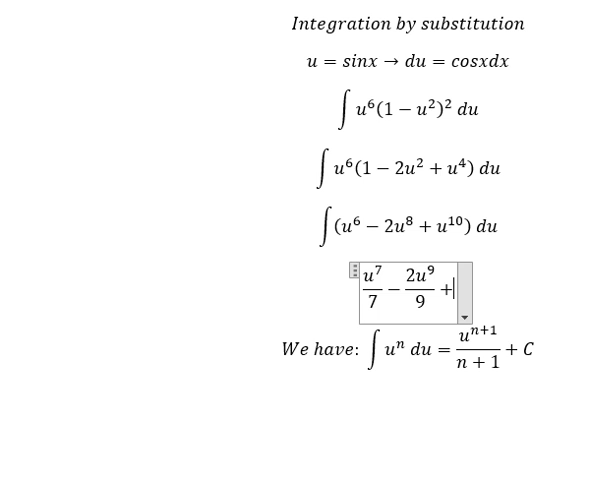 Integration by substitution
u = sinx → du = cosxdx
∫ u⁶(1 − u²)² du
∫ u⁶(1 − 2u² + u⁴) du
∫ (u⁶ − 2u⁸ + u¹⁰) du
u⁷/7 − 2u⁹/9 +
We have: ∫ uⁿ du = uⁿ⁺¹/(n + 1) + C